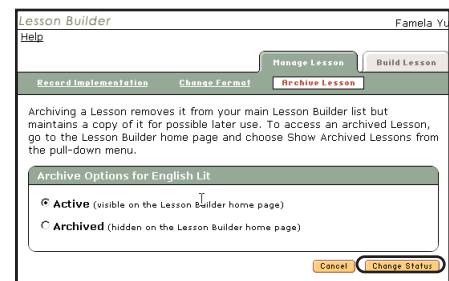 Lesson Builder
Famela Yu
Help
Manage Lesson
Build Lesson
Record Implementation
Change Format
Archive Lesson
Archiving a Lesson removes it from your main Lesson Builder list but
maintains a copy of it for possible later use. To access an archived Lesson,
go to the Lesson Builder home page and choose Show Archived Lessons from
the pull-down menu.
Archive Options for English Lit
Active (visible on the Lesson Builder home page)
Archived (hidden on the Lesson Builder home page)
Cancel
Change Status